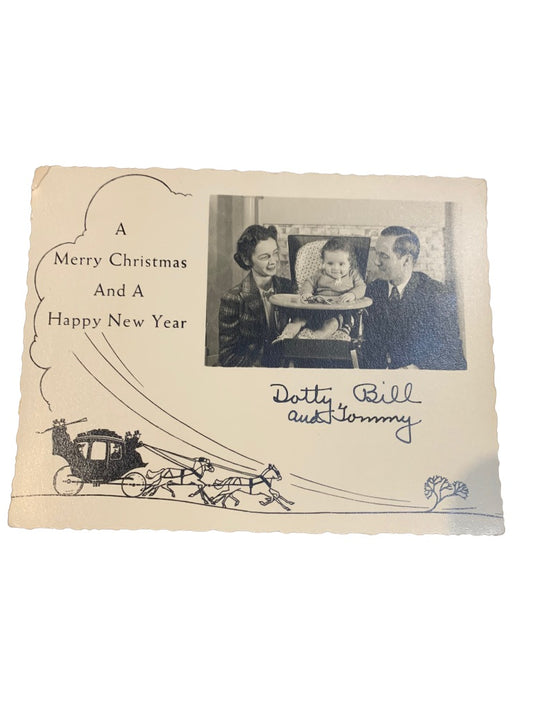 A
Merry Christmas
And A
Happy New Year
Dotty, Bill
and Tommy